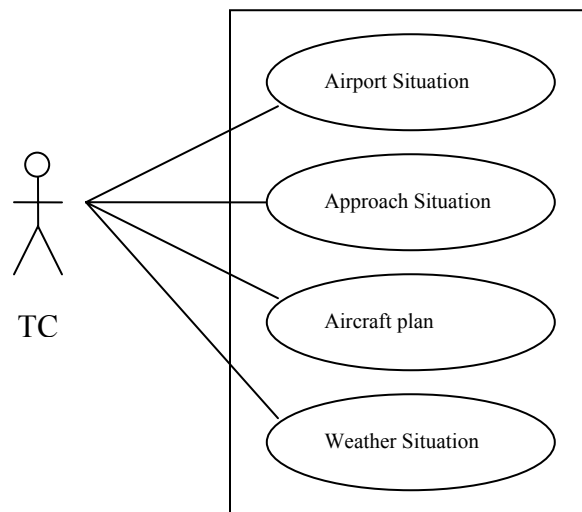 Airport Situation
Approach Situation
TC
Aircraft plan
Weather Situation